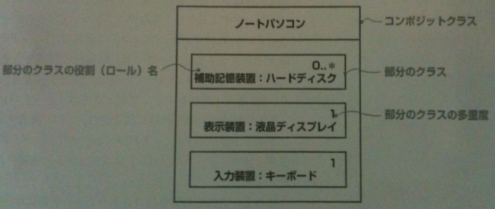 ノートパソコン
コンポジットクラス
0..*
部分のクラスの役割（ロール）名
補助記憶装置：ハードディスク
部分のクラス
1
部分のクラスの多重度
表示装置：液晶ディスプレイ
1
入力装置：キーボード